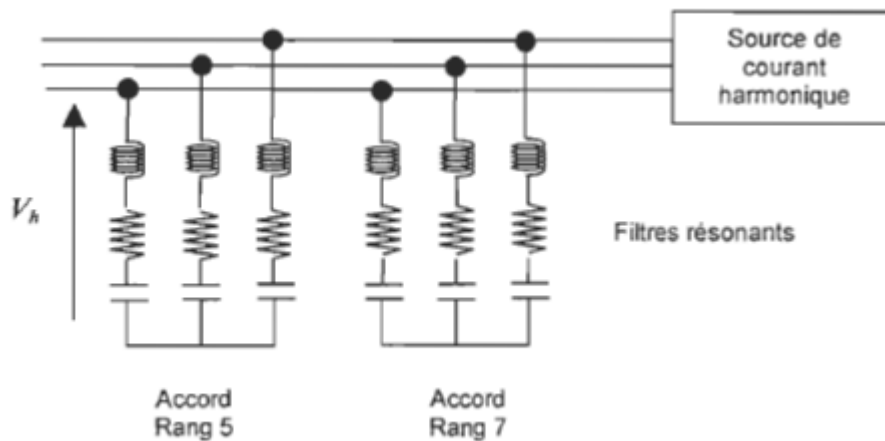 Source de
courant
harmonique
V_h
Filtres résonants
Accord
Rang 5
Accord
Rang 7